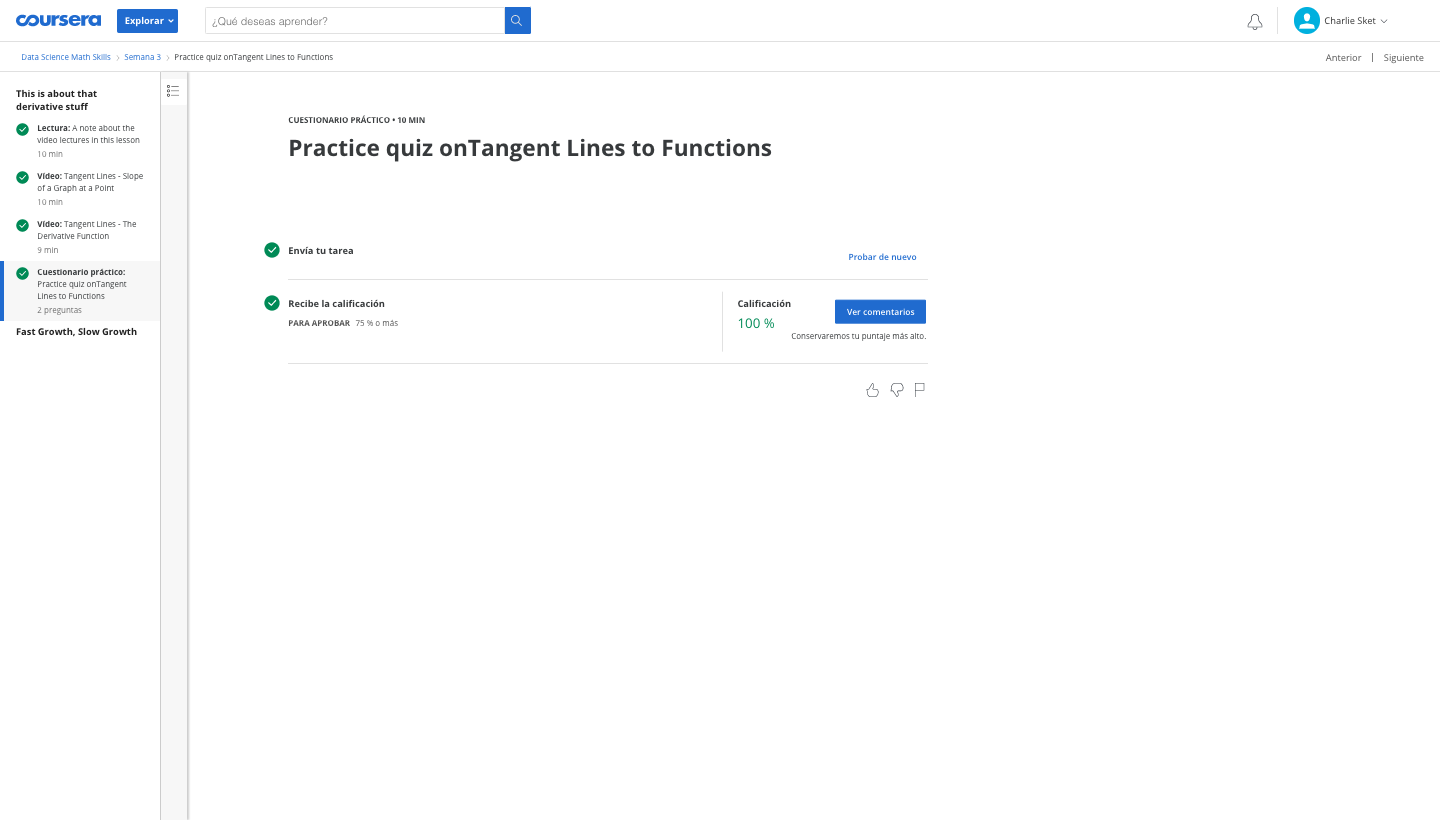 coursera
Explorar
¿Qué deseas aprender?
Charlie Sket
Data Science Math Skills
Semana 3
Practice quiz onTangent Lines to Functions
Anterior | Siguiente
This is about that
derivative stuff
Lectura: A note about the
video lectures in this lesson
10 min
Vídeo: Tangent Lines - Slope
of a Graph at a Point
10 min
Vídeo: Tangent Lines - The
Derivative Function
9 min
Cuestionario práctico:
Practice quiz onTangent
Lines to Functions
2 preguntas
Fast Growth, Slow Growth
CUESTIONARIO PRÁCTICO • 10 MIN
Practice quiz onTangent Lines to Functions
Envía tu tarea
Probar de nuevo
Recibe la calificación
PARA APROBAR 75 % o más
Calificación
100 %
Ver comentarios
Conservaremos tu puntaje más alto.